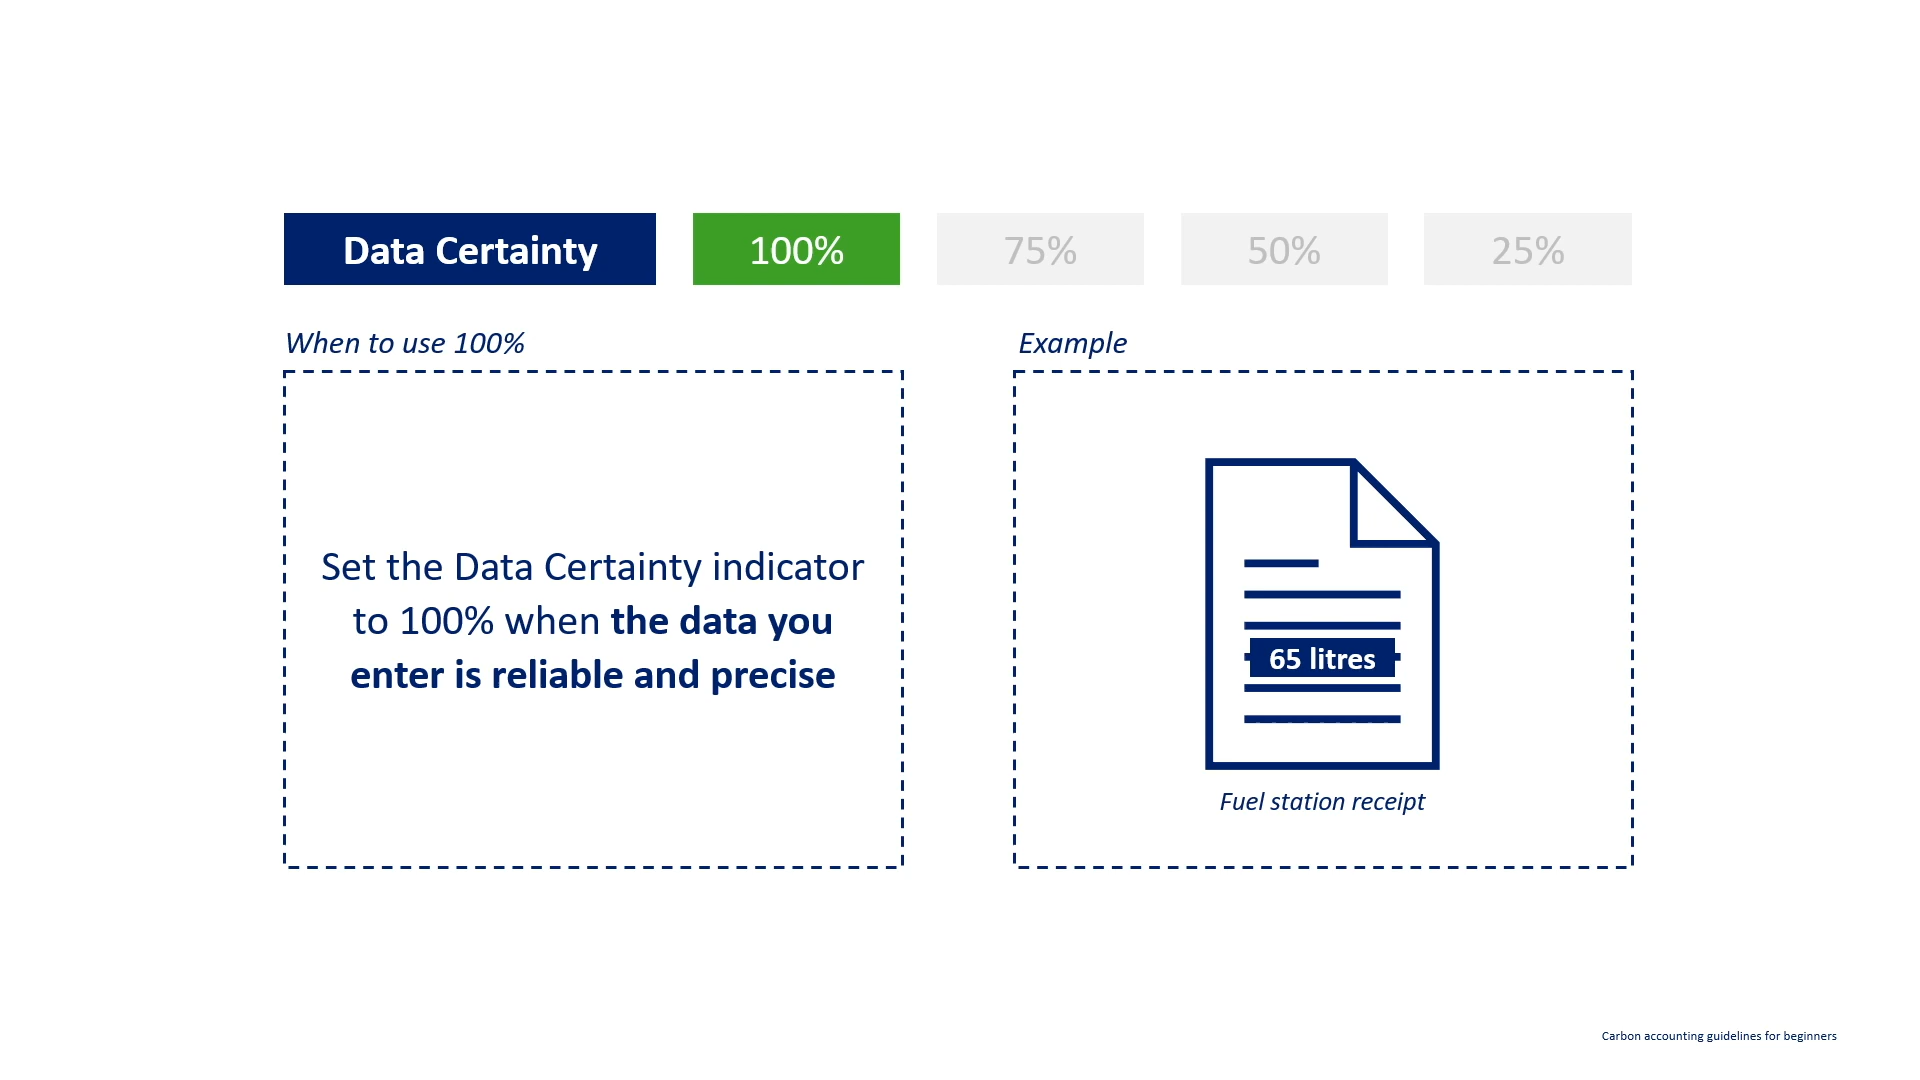 Data Certainty
100%
75%
50%
25%
When to use 100%
Set the Data Certainty indicator
to 100% when the data you
enter is reliable and precise
Example
65 litres
Fuel station receipt
Carbon accounting guidelines for beginners